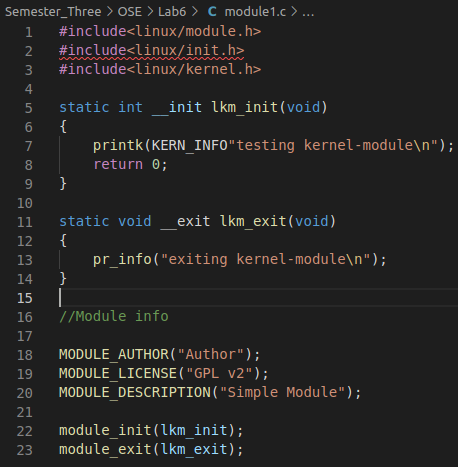 Semester_Three > OSE > Lab6 > C module1.c > ...
1 #include<linux/module.h>
2 #include<linux/init.h>
3 #include<linux/kernel.h>
4
5 static int __init lkm_init(void)
6 {
7 printk(KERN_INFO"testing kernel-module\n");
8 return 0;
9 }
10
11 static void __exit lkm_exit(void)
12 {
13 pr_info("exiting kernel-module\n");
14 }
15
16 //Module info
17
18 MODULE_AUTHOR("Author");
19 MODULE_LICENSE("GPL v2");
20 MODULE_DESCRIPTION("Simple Module");
21
22 module_init(lkm_init);
23 module_exit(lkm_exit);